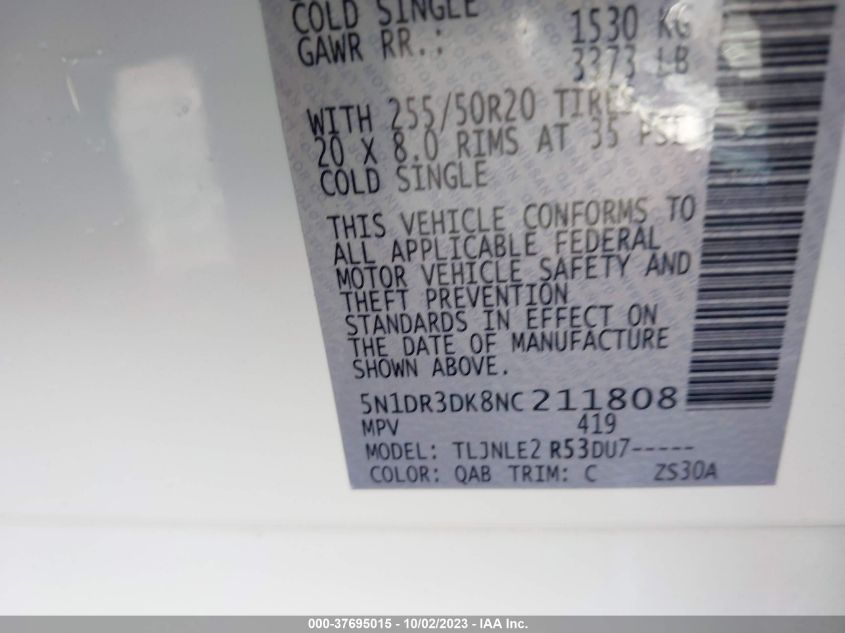 COLD SINGLE
GAWR RR.: 1530 KG
3373 LB
WITH 255/50R20 TIRES
20 X 8.0 RIMS AT 35 PSI
COLD SINGLE
THIS VEHICLE CONFORMS TO
ALL APPLICABLE FEDERAL
MOTOR VEHICLE SAFETY AND
THEFT PREVENTION
STANDARDS IN EFFECT ON
THE DATE OF MANUFACTURE
SHOWN ABOVE.
5N1DR3DK8NC211808
MPV 419
MODEL: TLJNLE2 R53DU7-----
COLOR: QAB TRIM: C ZS30A
000-37695015 - 10/02/2023 - IAA Inc.